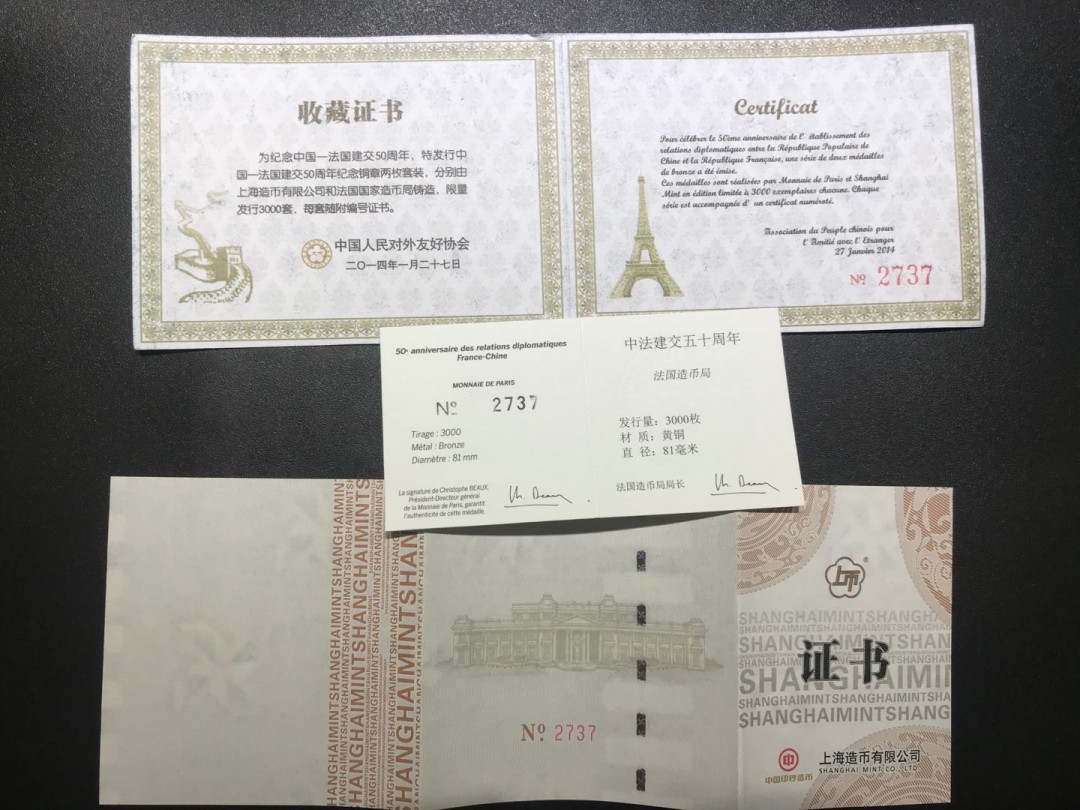 收藏证书
为纪念中国一法国建交50周年，特发行中
国一法国建交50周年纪念铜章两枚套装，分别由
上海造币有限公司和法国国家造币局铸造，限量
发行3000套，每套随附编号证书。
中国人民对外友好协会
二〇一四年一月二十七日
Certificat
Pour célébrer le 50ème anniversaire de l' établissement des
relations diplomatiques entre la République Populaire de
Chine et la République Française, une série de deux médailles
de bronze a été émise.
Ces médailles sont réalisées par Monnaie de Paris et Shanghai
Mint en édition limitée à 3000 exemplaires chacune. Chaque
série est accompagnée d' un certificat numéroté.
Association du Peuple chinois pour
l' Amitié avec l' Etranger
27 Janvier 2014
№ 2737
50e anniversaire des relations diplomatiques
France-Chine
MONNAIE DE PARIS
№ 2737
Tirage : 3000
Métal : Bronze
Diamètre : 81 mm
La signature de Christophe BEAUX,
Président-Directeur général
de la Monnaie de Paris, garantit
l'authenticité de cette médaille.
中法建交五十周年
法国造币局
发行量：3000枚
材 质：黄铜
直 径：81毫米
法国造币局局长
SHANGHAIMINTSHANGHAIMINTSHANGHAIMINTS
№ 2737
SHANGHAIMINTSHANG
SHANGHAIMINTSHAN
证书
SHANGHAIMI
SHANGHAIMINTSHANG
SHANGHAIMINTSHANG
中国印钞造币
上海造币有限公司
SHANGHAI MINT CO., LTD